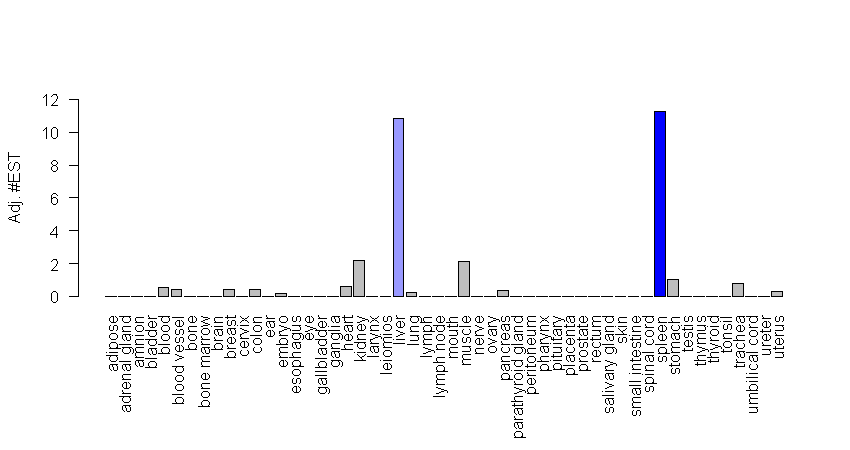 Adj. #EST
12
10
8
6
4
2
0
adipose
adrenal gland
amnion
bladder
blood
blood vessel
bone
bone marrow
brain
breast
cervix
colon
ear
embryo
esophagus
eye
gallbladder
ganglia
heart
kidney
larynx
leiomios
liver
lung
lymph
lymph node
mouth
muscle
nerve
ovary
pancreas
parathyroid gland
peritoneum
pharynx
pituitary
placenta
prostate
rectum
salivary gland
skin
small intestine
spinal cord
spleen
stomach
testis
thymus
thyroid
tonsil
trachea
umbilical cord
ureter
uterus